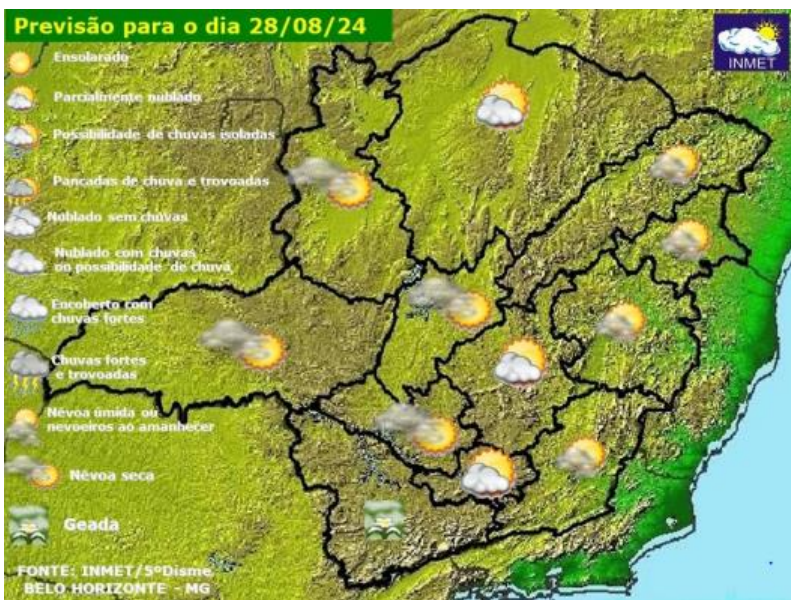 Previsão para o dia 28/08/24
INMET
Ensolarado
Parcialmente nublado
Possibilidade de chuvas isoladas
Pancadas de chuva e trovoadas
Nublado sem chuvas
Nublado com chuvas
ou possibilidade de chuva
Encoberto com
chuvas fortes
Chuvas fortes
e trovoadas
Névoa úmida ou
nevoeiros ao amanhecer
Névoa seca
Geada
FONTE: INMET/5ºDisme
BELO HORIZONTE - MG